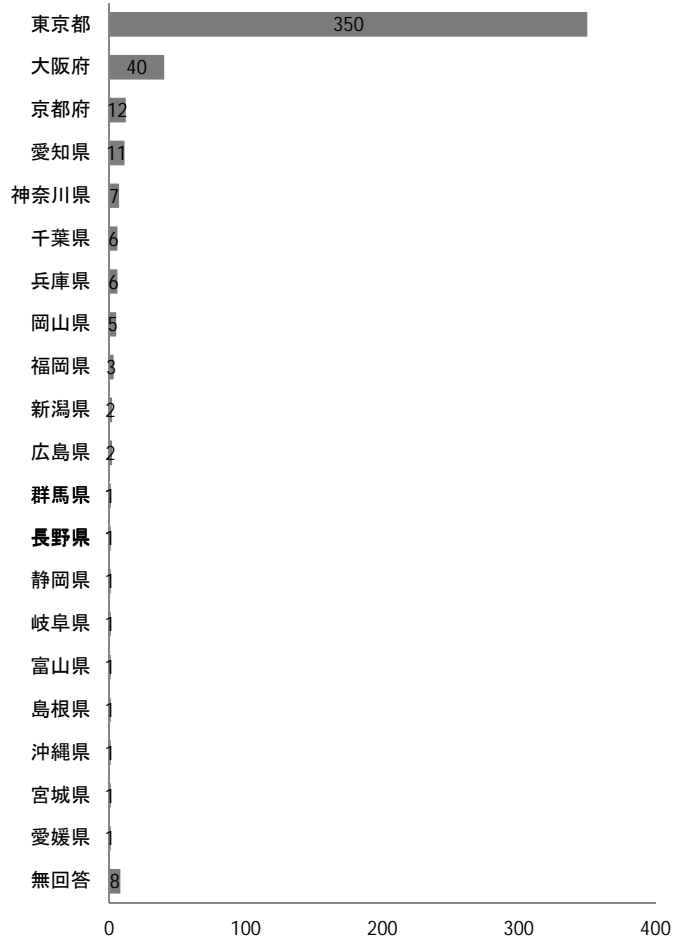 東京都 350
大阪府 40
京都府 12
愛知県 11
神奈川県 7
千葉県 6
兵庫県 6
岡山県 5
福岡県 3
新潟県 2
広島県 2
群馬県 1
長野県 1
静岡県 1
岐阜県 1
富山県 1
島根県 1
沖縄県 1
宮城県 1
愛媛県 1
無回答 8
0 100 200 300 400